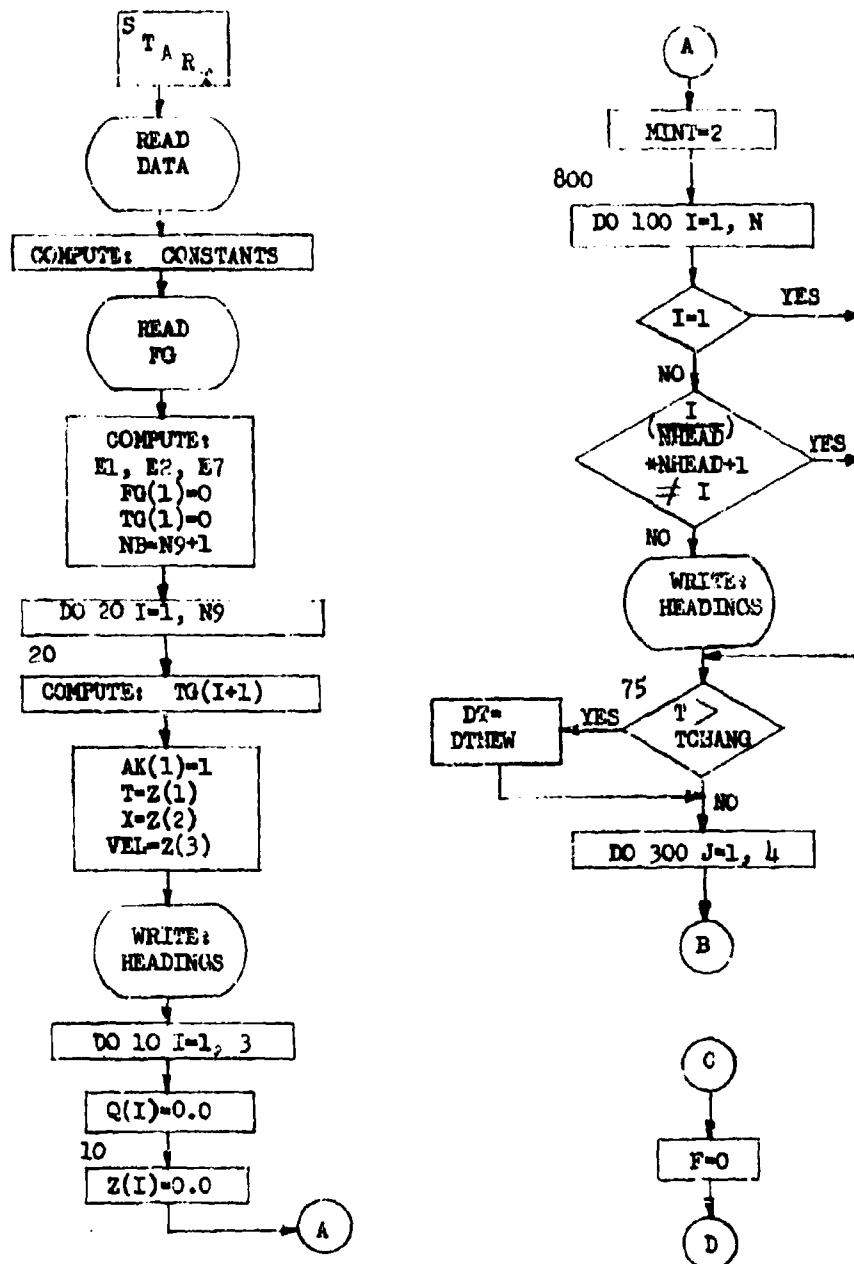 START
READ
DATA
COMPUTE: CONSTANTS
READ
FG
COMPUTE:
E1, E2, E7
FG(1)=0
TG(1)=0
NB=N9+1
DO 20 I=1, N9
20
COMPUTE: TG(I+1)
AK(1)=1
T=Z(1)
X=Z(2)
VEL=Z(3)
WRITE:
HEADINGS
DO 10 I=1, 3
Q(I)=0.0
10
Z(I)=0.0
A
A
MINT=2
800
DO 100 I=1, N
I=1
YES
NO
I
(NHEAD)
*NHEAD+1
≠ I
YES
NO
WRITE:
HEADINGS
75
T >
TCHANG
YES
DT=
DTNEW
NO
DO 300 J=1, 4
B
C
F=0
D